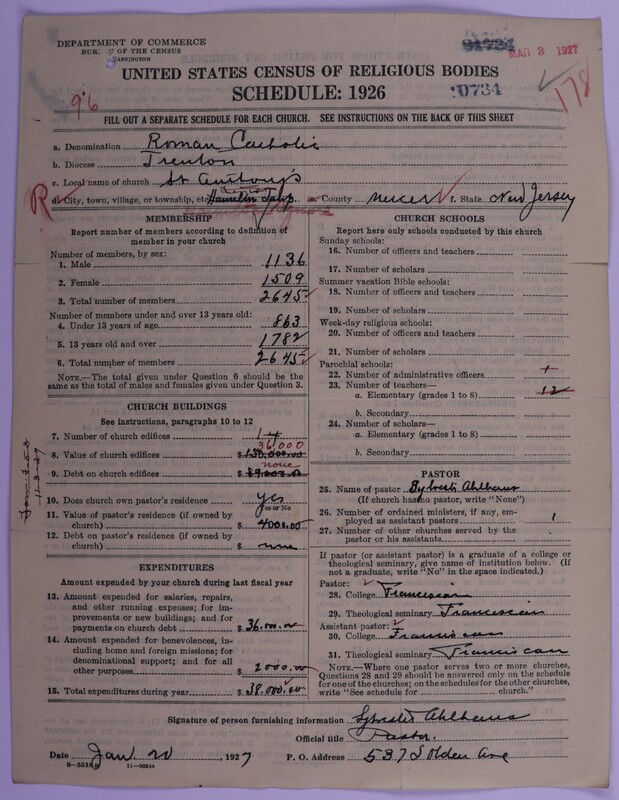 DEPARTMENT OF COMMERCE
BUREAU OF THE CENSUS
WASHINGTON
91734
MAR 3 1927
UNITED STATES CENSUS OF RELIGIOUS BODIES
SCHEDULE: 1926
96
178
FILL OUT A SEPARATE SCHEDULE FOR EACH CHURCH. SEE INSTRUCTIONS ON THE BACK OF THIS SHEET
a. Denomination Roman Catholic
b. Diocese Trenton
c. Local name of church St Anthony's
R
d. City, town, village, or township, etc. Hamilton Twp Trenton e. County Mercer f. State New Jersey
MEMBERSHIP
Report number of members according to definition of
member in your church
Number of members, by sex:
1. Male 1136
2. Female 1509
3. Total number of members 2645
Number of members under and over 13 years old:
4. Under 13 years of age 863
5. 13 years old and over 1782
6. Total number of members 2645
NOTE.—The total given under Question 6 should be
same as the total of males and females given under Question 3.
CHURCH BUILDINGS
See instructions, paragraphs 10 to 12
7. Number of church edifices 1
36,000
8. Value of church edifices $
none
9. Debt on church edifices $
10. Does church own pastor's residence? Yes
Yes or No
11. Value of pastor's residence (if owned by
church) $ 4000.00
12. Debt on pastor's residence (if owned by
church) $ none
EXPENDITURES
Amount expended by your church during last fiscal year
13. Amount expended for salaries, repairs,
and other running expenses; for im-
provements or new buildings; and for
payments on church debt $ 36.000.00
14. Amount expended for benevolences, in-
cluding home and foreign missions; for
denominational support; and for all
other purposes $ 2000.00
15. Total expenditures during year $ 38.000.00
CHURCH SCHOOLS
Report here only schools conducted by this church
Sunday schools:
16. Number of officers and teachers
17. Number of scholars
Summer vacation Bible schools:
18. Number of officers and teachers
19. Number of scholars
Week-day religious schools:
20. Number of officers and teachers
21. Number of scholars
Parochial schools:
22. Number of administrative officers 1
23. Number of teachers—
a. Elementary (grades 1 to 8) 12
b. Secondary
24. Number of scholars—
a. Elementary (grades 1 to 8)
b. Secondary
PASTOR
25. Name of pastor Sylvester Ahlhaus
(If church has no pastor, write "None")
26. Number of ordained ministers, if any, em-
ployed as assistant pastors 1
27. Number of other churches served by the
pastor or his assistants
If pastor (or assistant pastor) is a graduate of a college or
theological seminary, give name of institution below. (If
not a graduate, write "No" in the space indicated.)
Pastor:
28. College Franciscan
29. Theological seminary Franciscan
Assistant pastor:
30. College Franciscan
31. Theological seminary Franciscan
NOTE.—Where one pastor serves two or more churches,
Questions 28 and 29 should be answered only on the schedule
for one of the churches; on the schedules for the other churches,
write "See schedule for church."
Signature of person furnishing information Sylvester Ahlhaus
Official title Pastor
Date Jan 20, 1927 P. O. Address 537 S Olden Ave